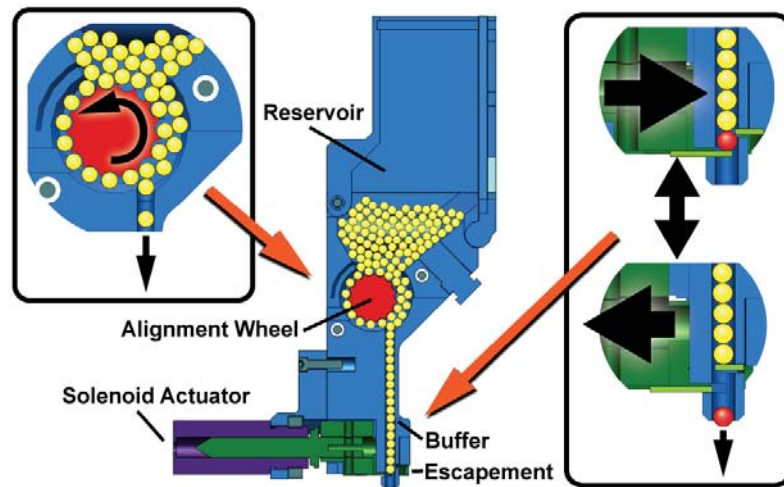 Reservoir
Alignment Wheel
Solenoid Actuator
Buffer
Escapement